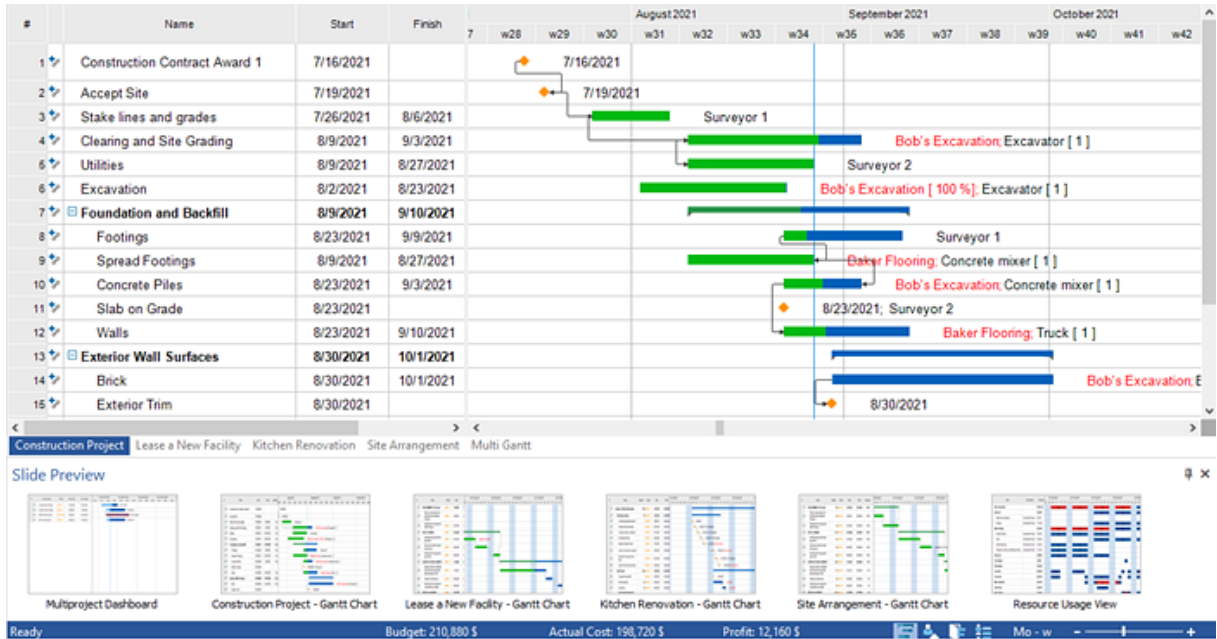 # Name Start Finish August 2021 September 2021 October 2021
7 w28 w29 w30 w31 w32 w33 w34 w35 w36 w37 w38 w39 w40 w41 w42
1 Construction Contract Award 1 7/16/2021 7/16/2021
2 Accept Site 7/19/2021 7/19/2021
3 Stake lines and grades 7/26/2021 8/6/2021 Surveyor 1
4 Clearing and Site Grading 8/9/2021 9/3/2021 Bob's Excavation; Excavator [ 1 ]
5 Utilities 8/9/2021 8/27/2021 Surveyor 2
6 Excavation 8/2/2021 8/23/2021 Bob's Excavation [ 100 %]; Excavator [ 1 ]
7 Foundation and Backfill 8/9/2021 9/10/2021
8 Footings 8/23/2021 9/9/2021 Surveyor 1
9 Spread Footings 8/9/2021 8/27/2021 Baker Flooring; Concrete mixer [ 1 ]
10 Concrete Piles 8/23/2021 9/3/2021 Bob's Excavation; Concrete mixer [ 1 ]
11 Slab on Grade 8/23/2021 8/23/2021; Surveyor 2
12 Walls 8/23/2021 9/10/2021 Baker Flooring; Truck [ 1 ]
13 Exterior Wall Surfaces 8/30/2021 10/1/2021
14 Brick 8/30/2021 10/1/2021 Bob's Excavation; E
15 Exterior Trim 8/30/2021 8/30/2021
Construction Project Lease a New Facility Kitchen Renovation Site Arrangement Multi Gantt
Slide Preview
Multiproject Dashboard Construction Project - Gantt Chart Lease a New Facility - Gantt Chart Kitchen Renovation - Gantt Chart Site Arrangement - Gantt Chart Resource Usage View
Ready Budget: 210,880 $ Actual Cost: 198,720 $ Profit: 12,160 $ Mo - w